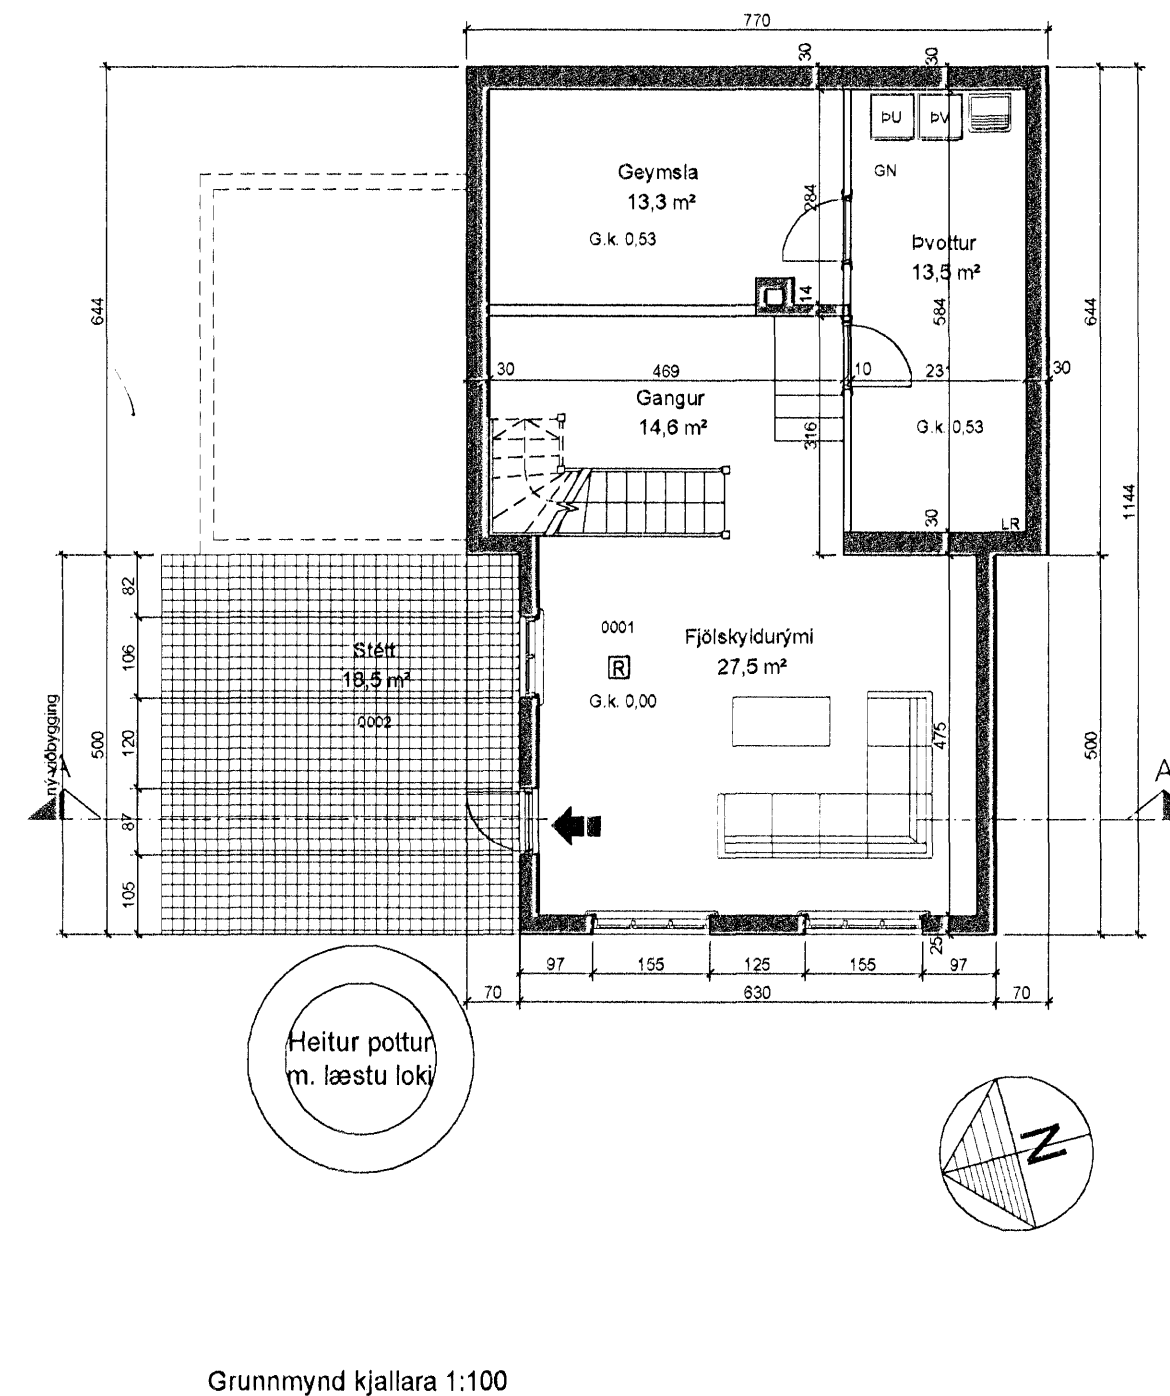 770
30
30
ÞU
ÞV
GN
Geymsla
13,3 m²
G.k. 0,53
284
Þvottur
13,5 m²
14
584
644
644
30
469
10
231
30
Gangur
14,6 m²
316
G.k. 0,53
30
LR
1144
82
106
120
87
105
500
ný viðbygging
A
Stétt
18,5 m²
0002
0001
R
G.k. 0,00
Fjölskyldurými
27,5 m²
475
500
A
25
97
155
125
155
97
70
630
70
Heitur pottur
m. læstu loki
N
Grunnmynd kjallara 1:100